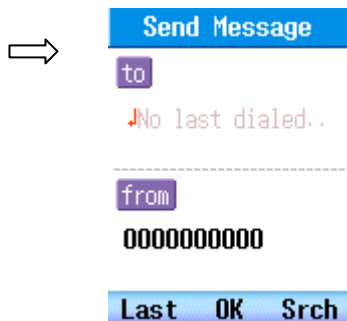 Send Message
to
No last dialed..
from
0000000000
Last OK Srch